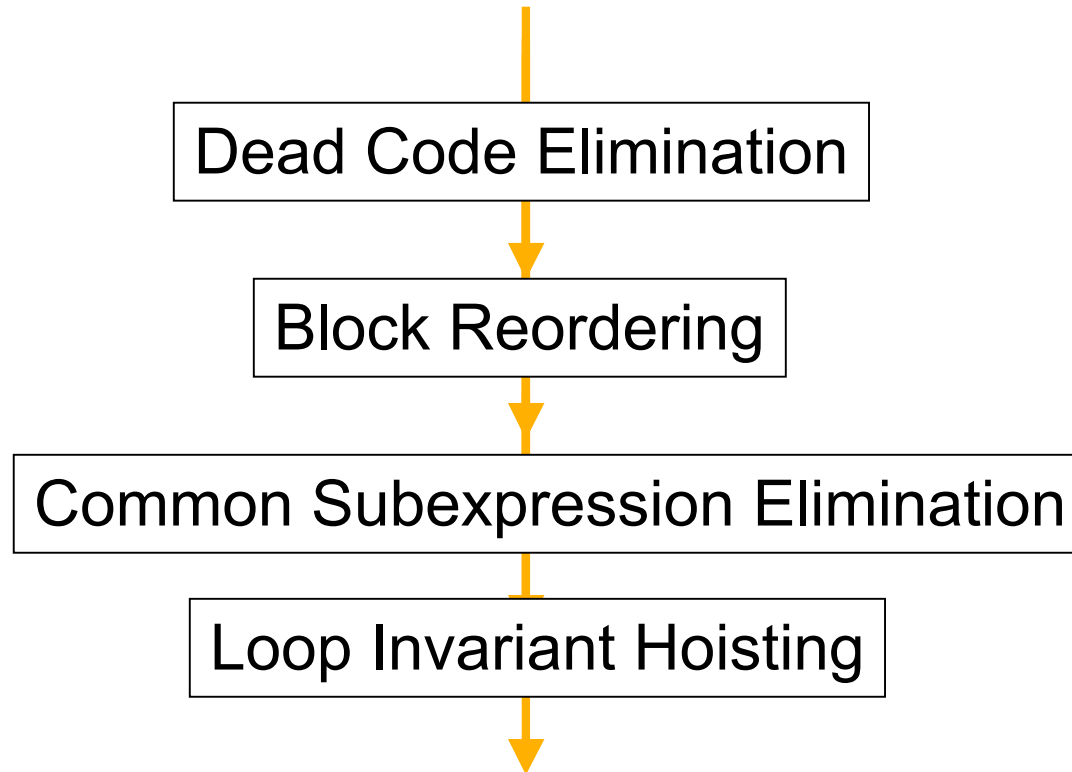 Dead Code Elimination
Block Reordering
Common Subexpression Elimination
Loop Invariant Hoisting